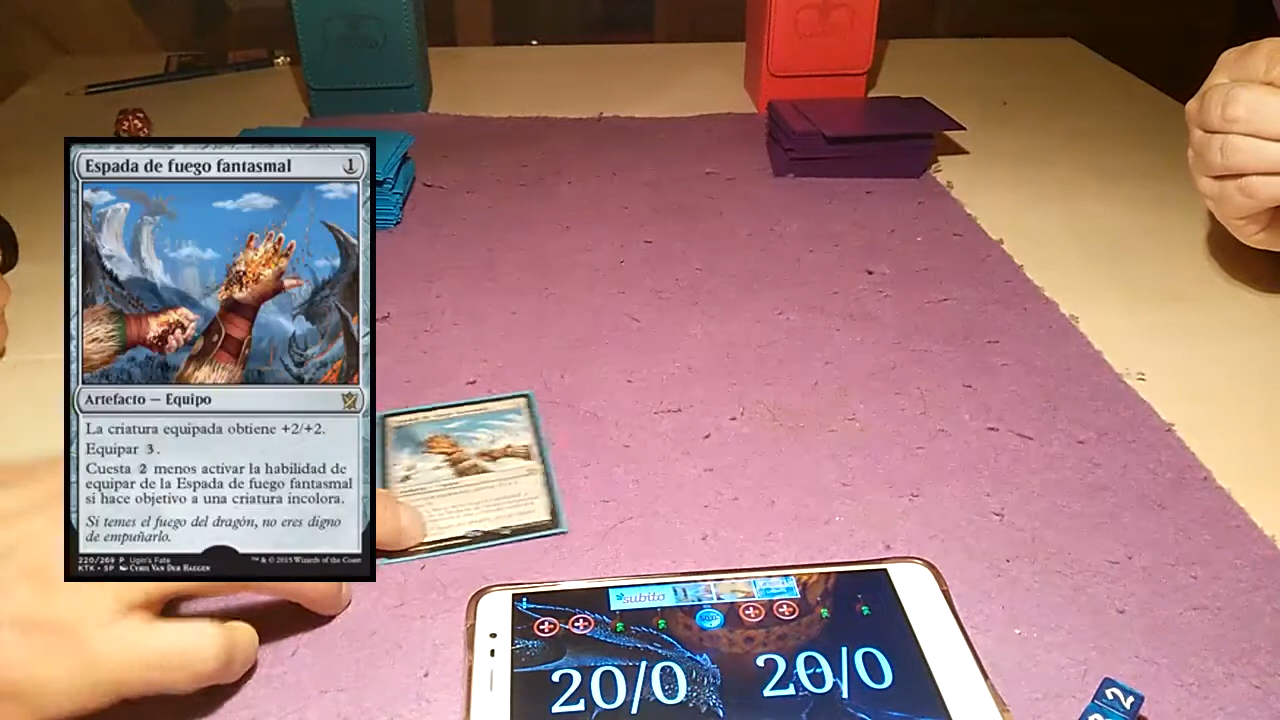 Espada de fuego fantasmal 1
Artefacto — Equipo
La criatura equipada obtiene +2/+2.
Equipar 3.
Cuesta 2 menos activar la habilidad de
equipar de la Espada de fuego fantasmal
si hace objetivo a una criatura incolora.
Si temes el fuego del dragón, no eres digno
de empuñarlo.
220/269 P Ugin's Fate
KTK • SP Cyril Van Der Haegen
™ & © 2015 Wizards of the Coast
subito
20/0 20/0
2